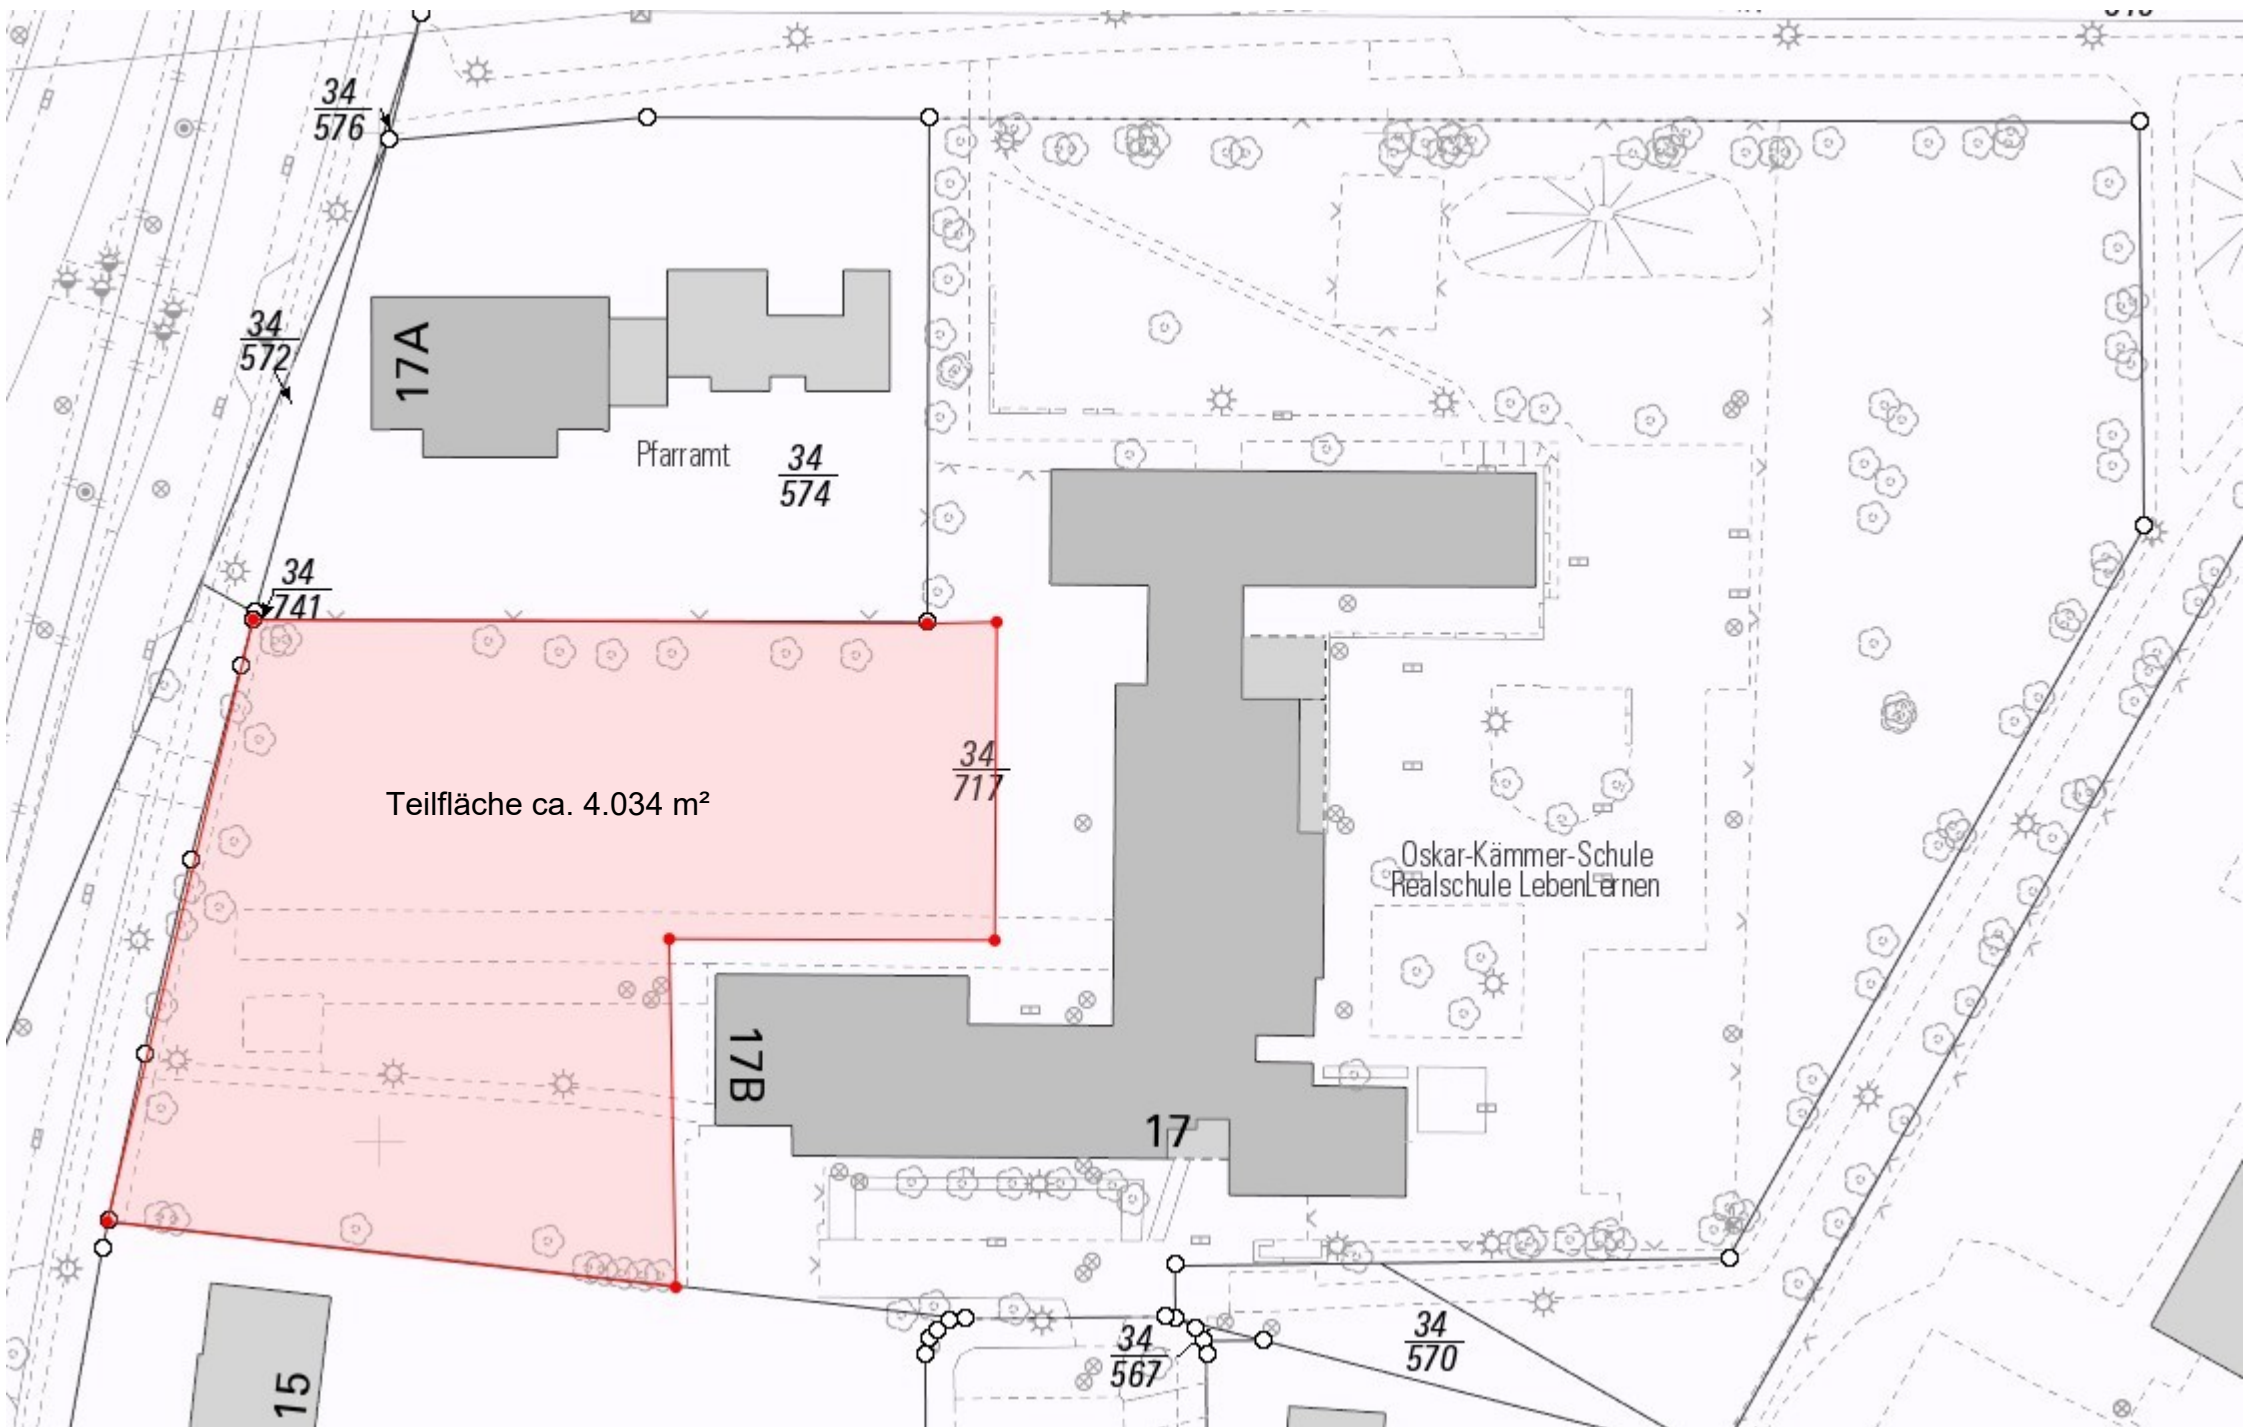 34
576
34
572
17A
Pfarramt
34
574
34
741
34
717
Teilfläche ca. 4.034 m²
Oskar-Kämmer-Schule
Realschule LebenLernen
17B
17
34
567
34
570
15